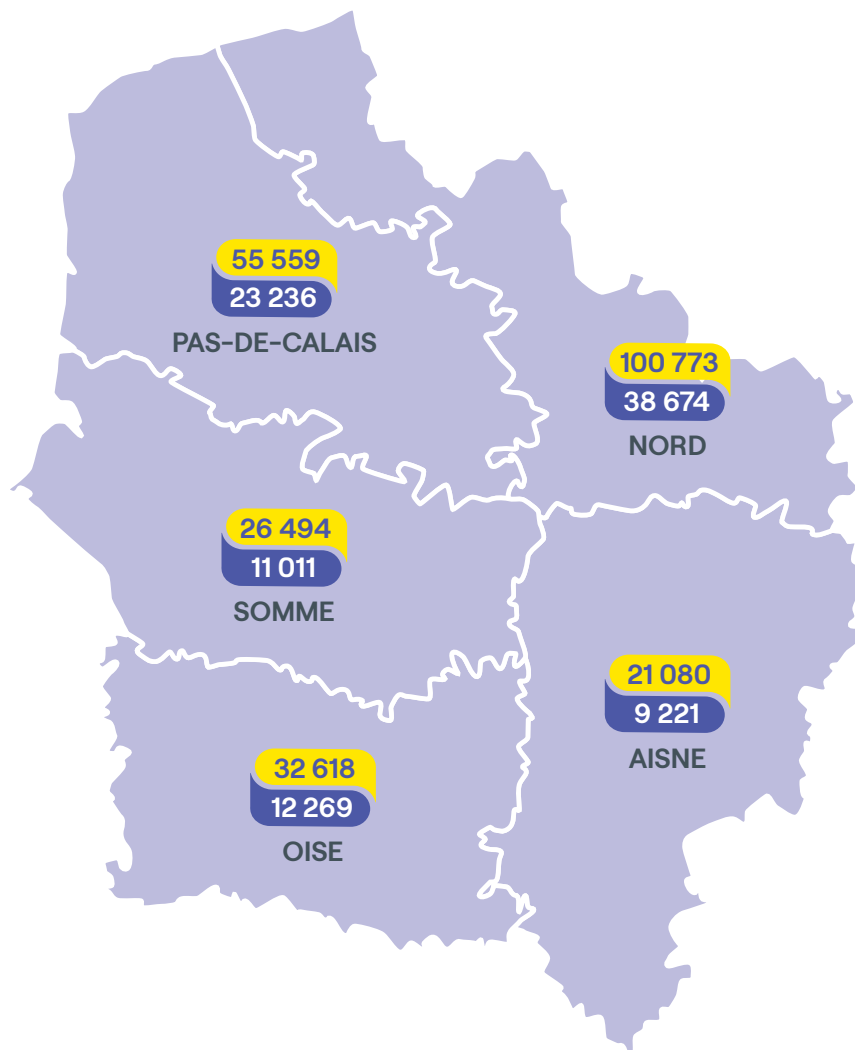 55 559
23 236
PAS-DE-CALAIS
100 773
38 674
NORD
26 494
11 011
SOMME
21 080
9 221
AISNE
32 618
12 269
OISE